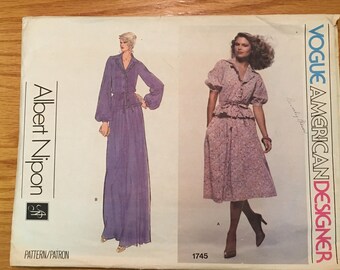 Albert Nipon
VOGUE AMERICAN DESIGNER
B
A
PATTERN/PATRON
1745